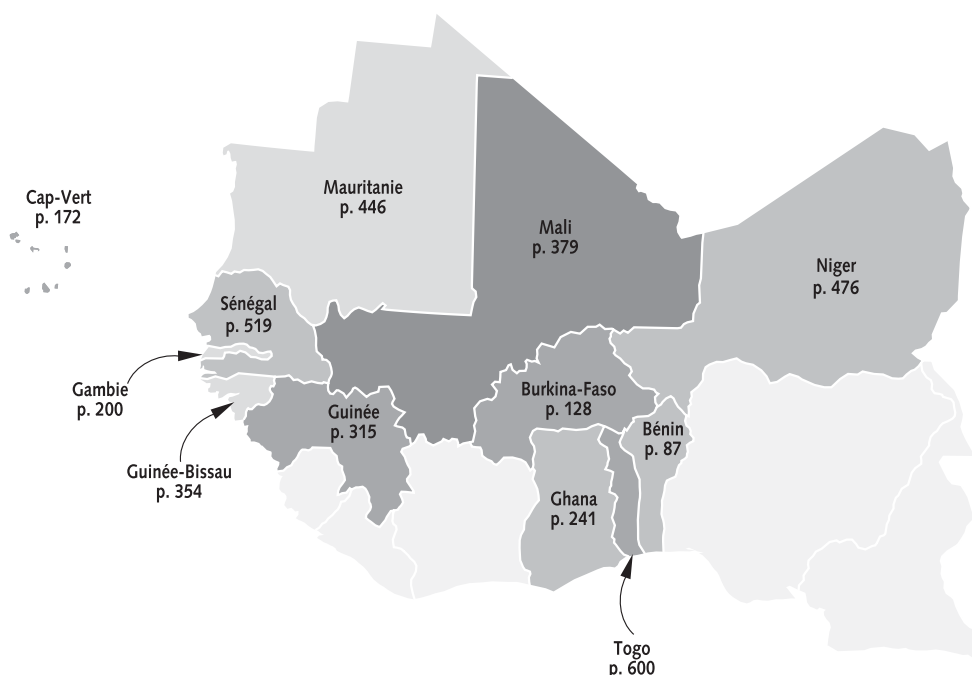 Cap-Vert
p. 172
Mauritanie
p. 446
Mali
p. 379
Niger
p. 476
Sénégal
p. 519
Gambie
p. 200
Guinée-Bissau
p. 354
Guinée
p. 315
Burkina-Faso
p. 128
Bénin
p. 87
Ghana
p. 241
Togo
p. 600